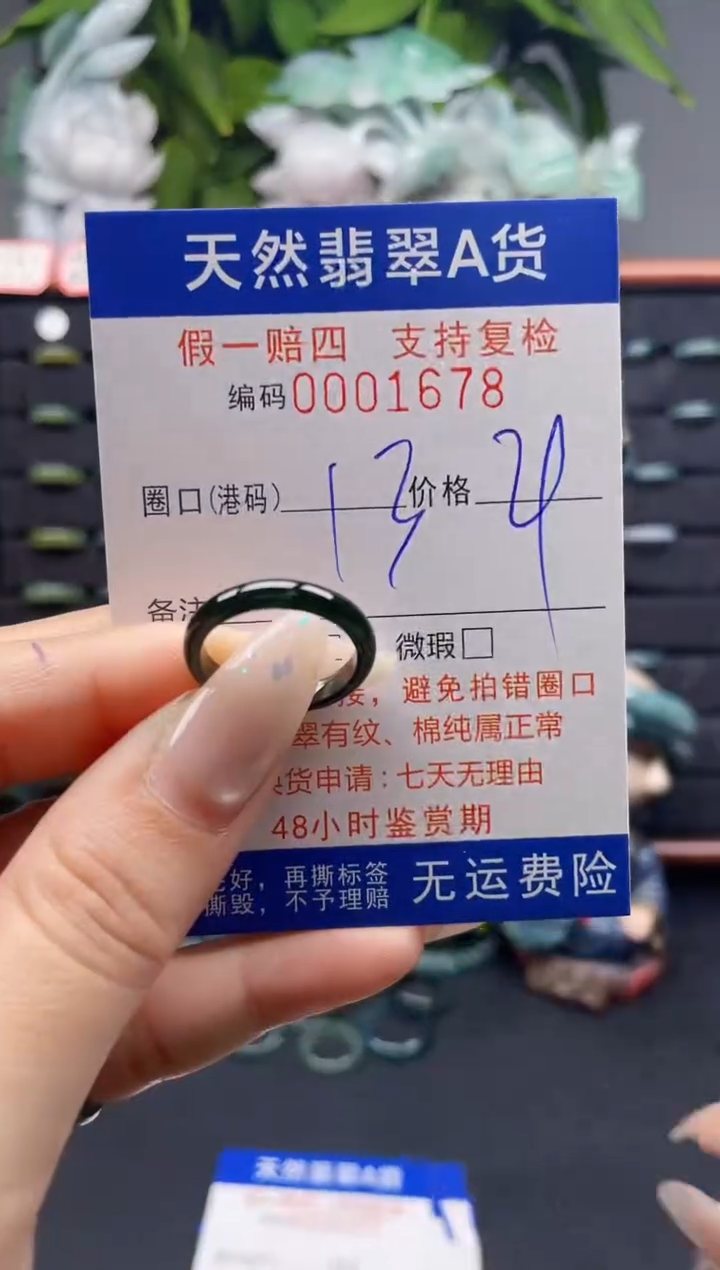 天然翡翠A货
假一赔四 支持复检
编码0001678
圈口(港码) 13 价格
备注
微瑕□
接，避免拍错圈口
翠有纹、棉纯属正常
货申请：七天无理由
48小时鉴赏期
好，再撕标签
撕毁，不予理赔
无运费险
天然翡翠A货